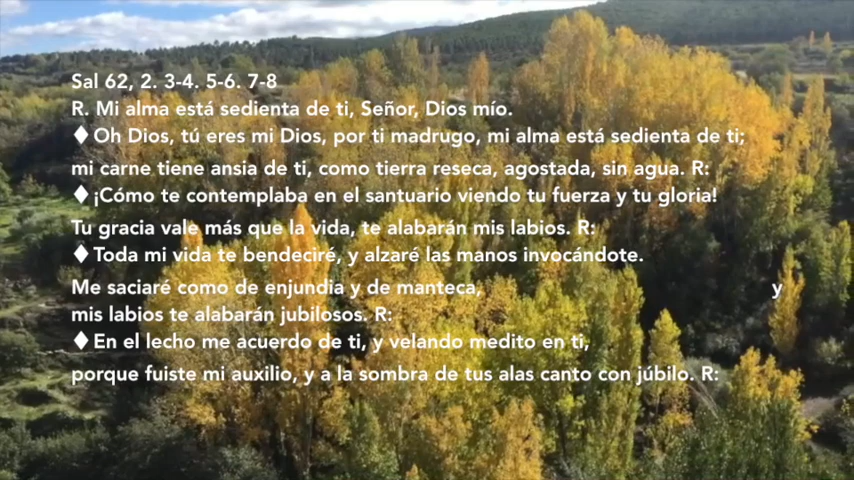 Sal 62, 2. 3-4. 5-6. 7-8
R. Mi alma está sedienta de ti, Señor, Dios mío.
♦Oh Dios, tú eres mi Dios, por ti madrugo, mi alma está sedienta de ti;
mi carne tiene ansia de ti, como tierra reseca, agostada, sin agua. R:
♦¡Cómo te contemplaba en el santuario viendo tu fuerza y tu gloria!
Tu gracia vale más que la vida, te alabarán mis labios. R:
♦Toda mi vida te bendeciré, y alzaré las manos invocándote.
Me saciaré como de enjundia y de manteca, y
mis labios te alabarán jubilosos. R:
♦En el lecho me acuerdo de ti, y velando medito en ti,
porque fuiste mi auxilio, y a la sombra de tus alas canto con júbilo. R: